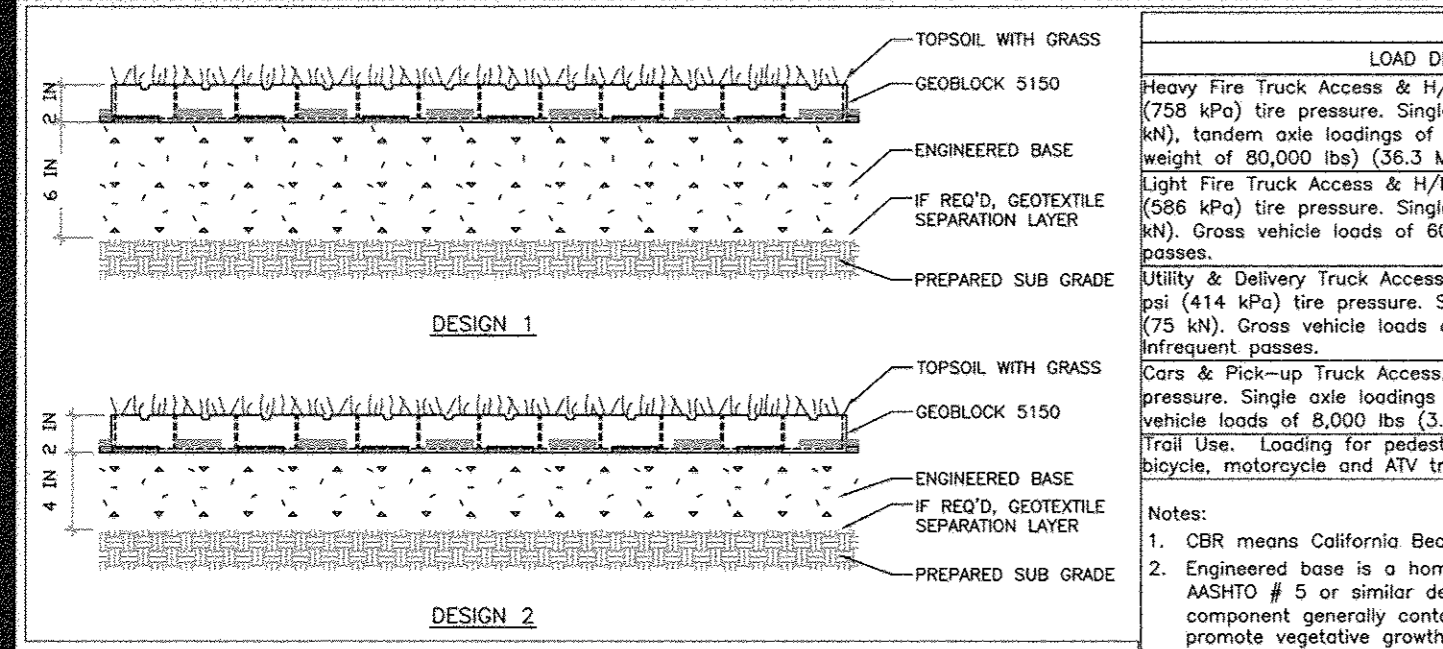 TOPSOIL WITH GRASS
GEOBLOCK 5150
ENGINEERED BASE
IF REQ'D, GEOTEXTILE
SEPARATION LAYER
PREPARED SUB GRADE
2 IN
6 IN
DESIGN 1
TOPSOIL WITH GRASS
GEOBLOCK 5150
ENGINEERED BASE
IF REQ'D, GEOTEXTILE
SEPARATION LAYER
PREPARED SUB GRADE
2 IN
4 IN
DESIGN 2
LOAD
Heavy Fire Truck Access &
(758 kPa) tire pressure.
kN), tandem axle loadings of
weight of 80,000 lbs) (36.3
Light Fire Truck Access &
(586 kPa) tire pressure.
kN). Gross vehicle loads of
passes.
Utility & Delivery Truck Access
psi (414 kPa) tire pressure.
(75 kN). Gross vehicle loads
Infrequent passes.
Cars & Pick-up Truck Access
pressure. Single axle loadings
vehicle loads of 8,000 lbs
Trail Use. Loading for
bicycle, motorcycle and ATV
Notes:
1. CBR means California
2. Engineered base is a
AASHTO # 5 or similar
component generally
promote vegetative growth